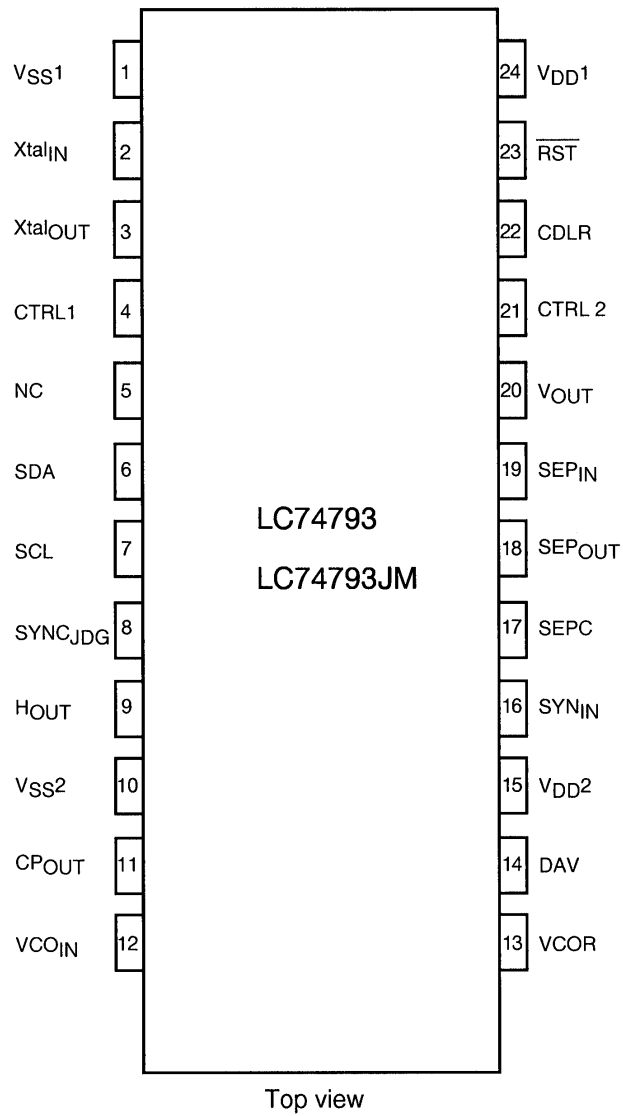 VSS1 1 24 VDD1
XtalIN 2 23 RST
XtalOUT 3 22 CDLR
CTRL1 4 21 CTRL 2
NC 5 20 VOUT
SDA 6 19 SEPIN
LC74793
SCL 7 18 SEPOUT
LC74793JM
SYNCJDG 8 17 SEPC
HOUT 9 16 SYNIN
VSS2 10 15 VDD2
CPOUT 11 14 DAV
VCOIN 12 13 VCOR
Top view